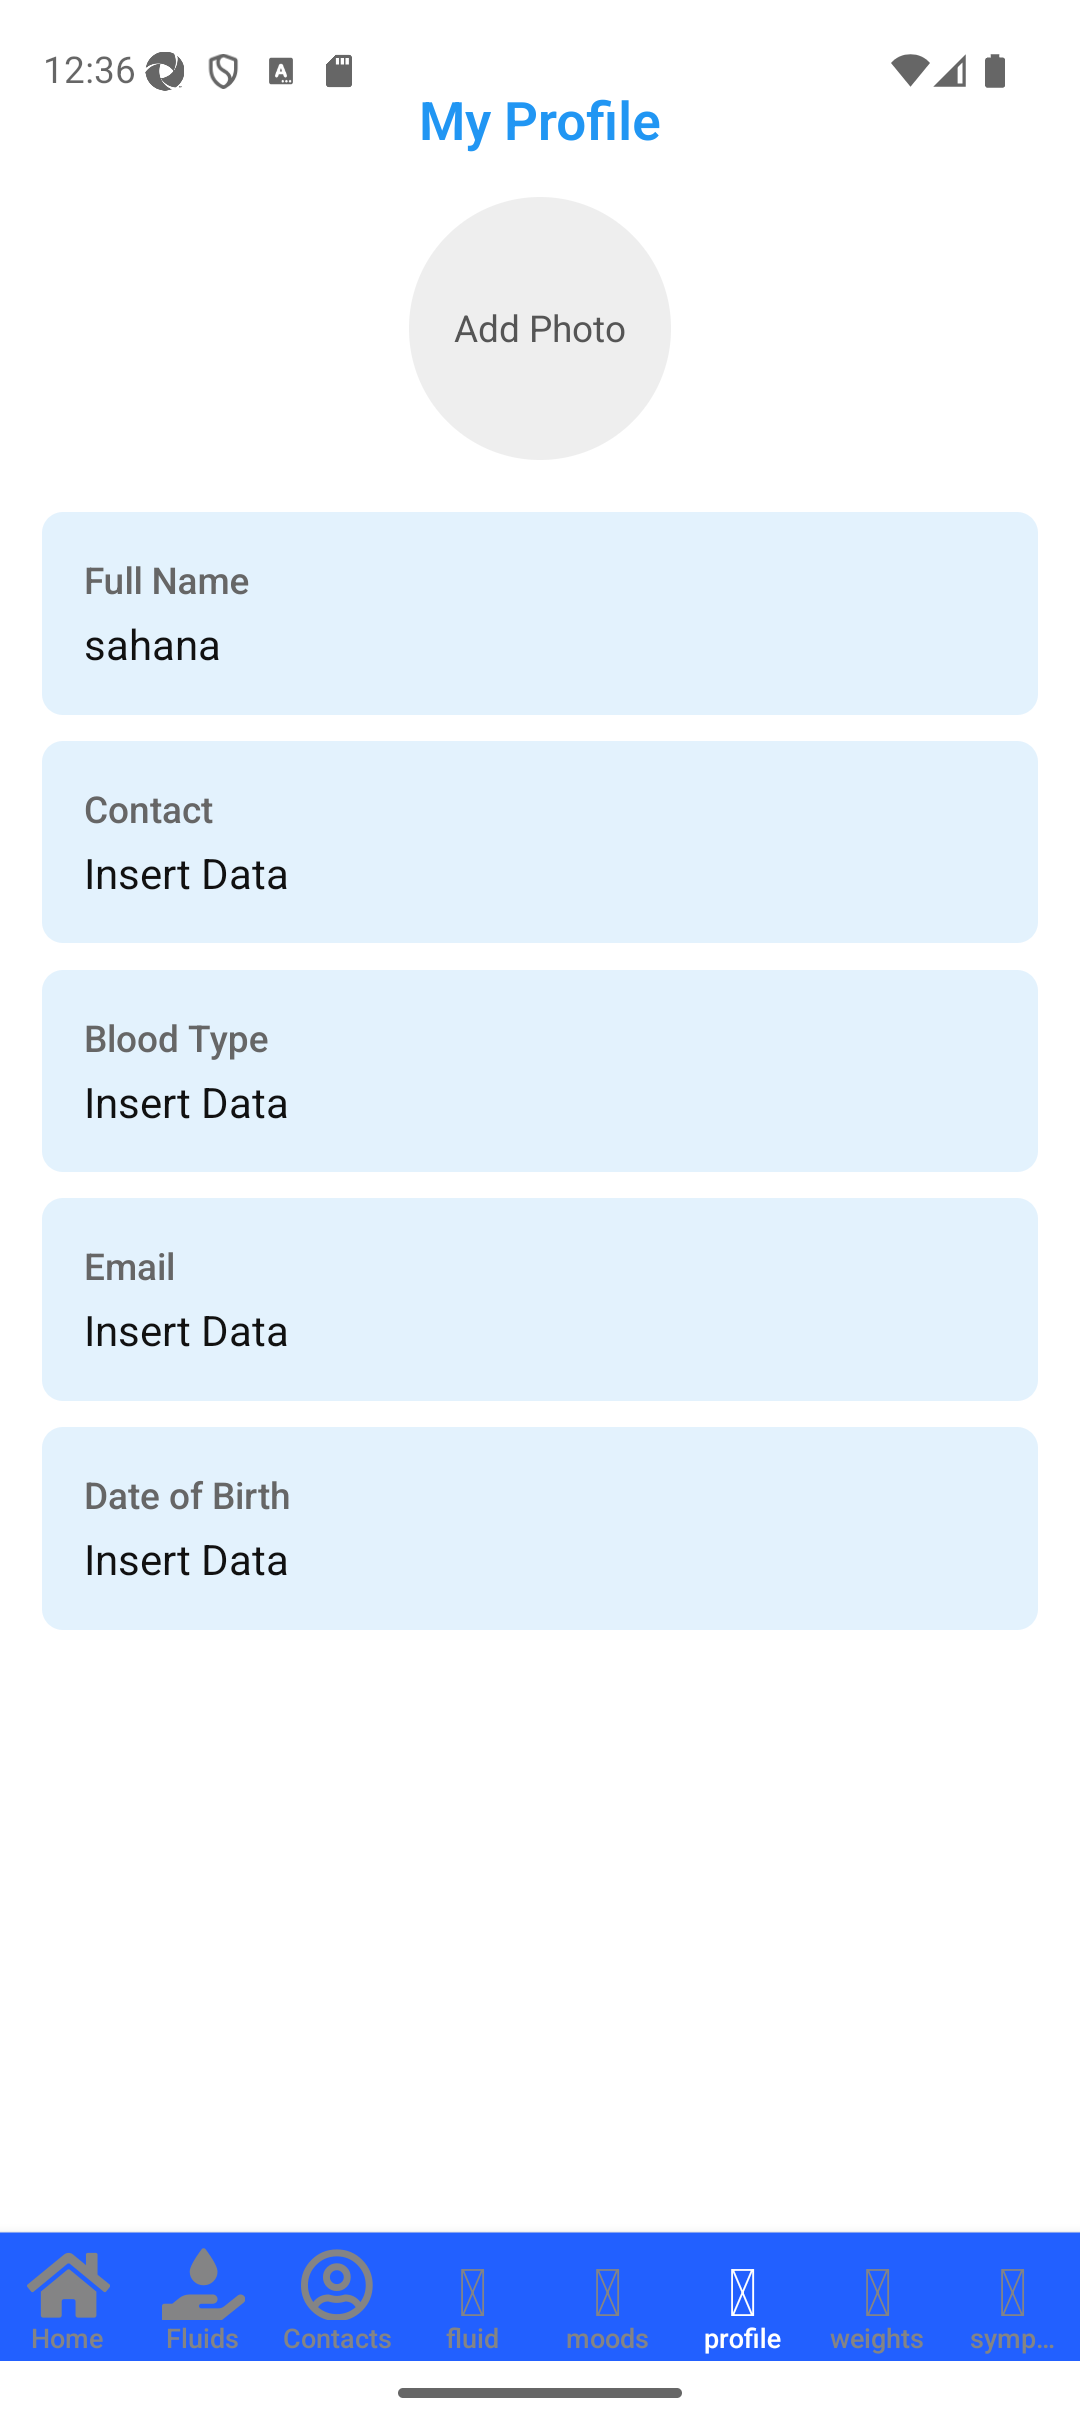 12:36
My Profile
Add Photo
Full Name
sahana
Contact
Insert Data
Blood Type
Insert Data
Email
Insert Data
Date of Birth
Insert Data
Home
Fluids
Contacts
fluid
moods
profile
weights
symp...